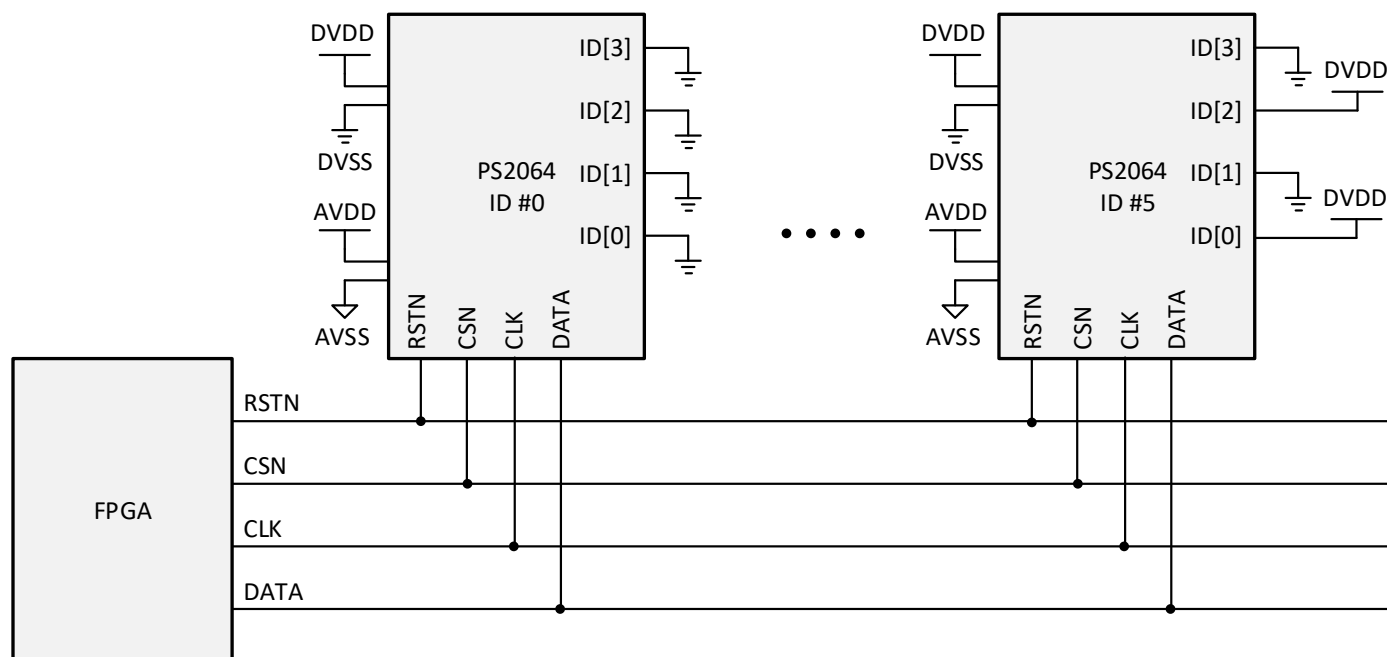 DVDD
DVSS
AVDD
AVSS
ID[3]
ID[2]
ID[1]
ID[0]
PS2064
ID #0
RSTN
CSN
CLK
DATA
DVDD
DVSS
AVDD
AVSS
ID[3]
DVDD
ID[2]
ID[1]
DVDD
ID[0]
PS2064
ID #5
RSTN
CSN
CLK
DATA
FPGA
RSTN
CSN
CLK
DATA